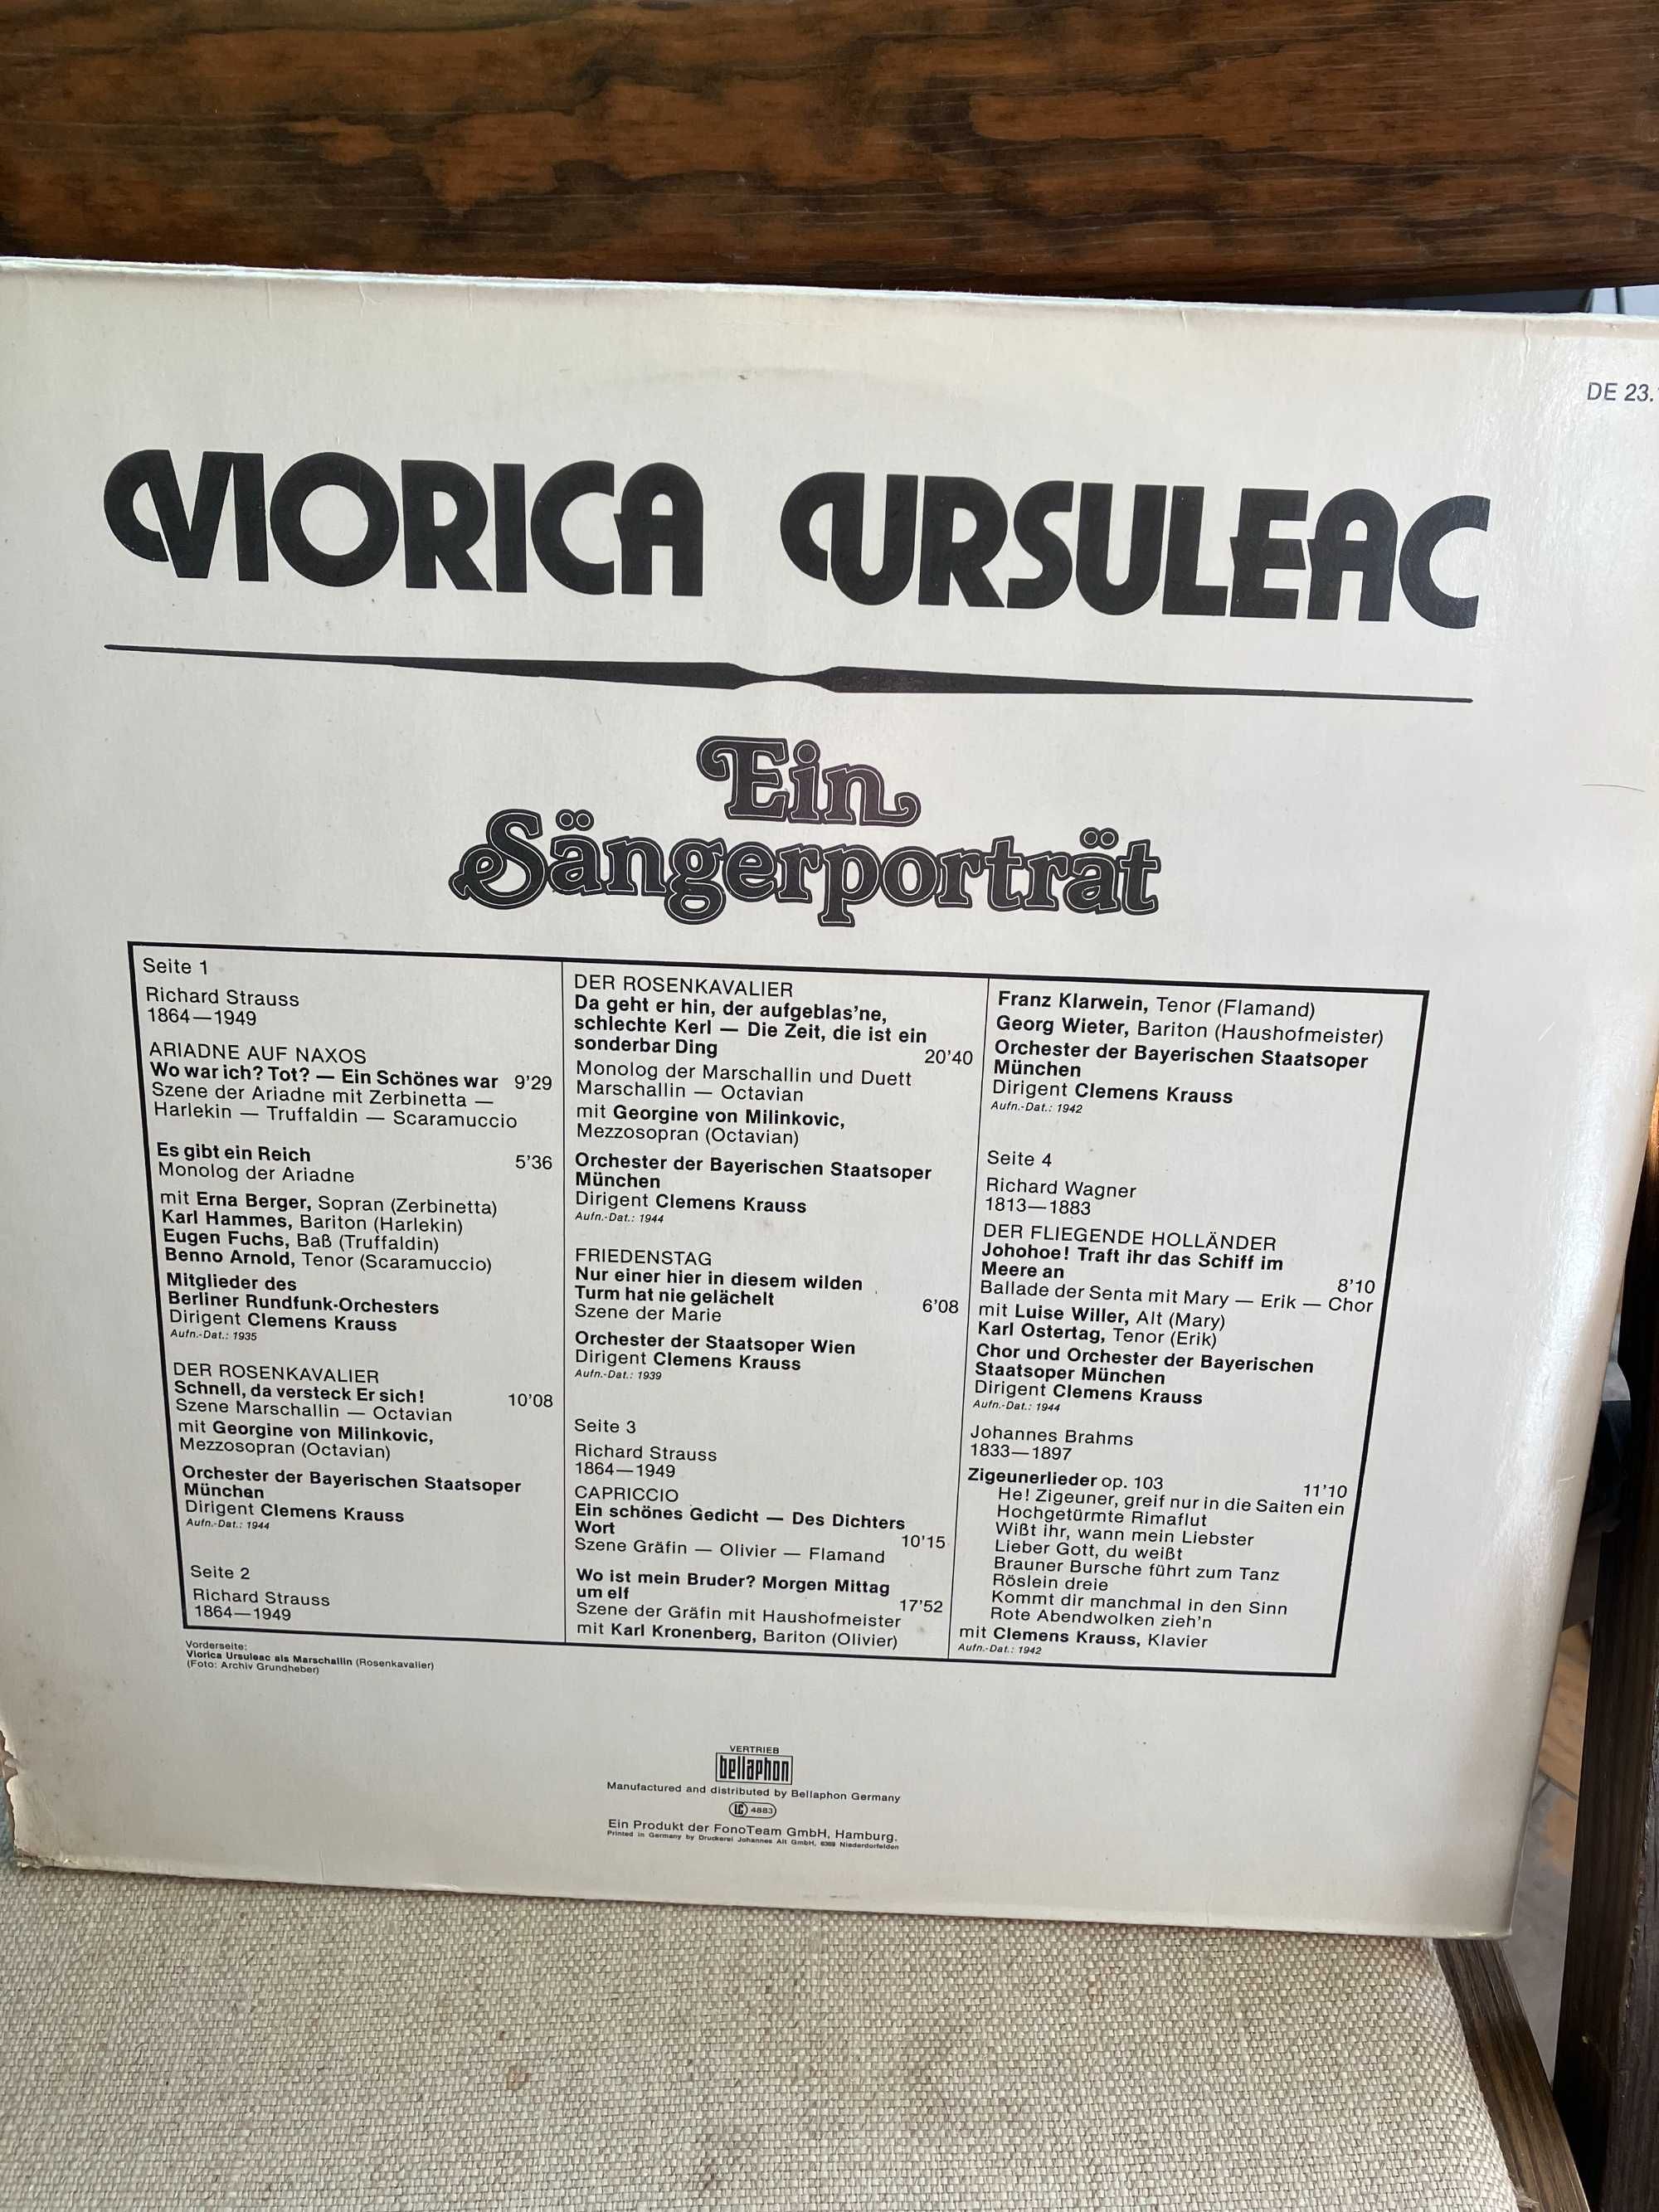 DE 23.
VIORICA URSULEAC
Ein
Sängerporträt
Seite 1
Richard Strauss
1864—1949
ARIADNE AUF NAXOS
Wo war ich? Tot? — Ein Schönes war 9'29
Szene der Ariadne mit Zerbinetta —
Harlekin — Truffaldin — Scaramuccio
Es gibt ein Reich 5'36
Monolog der Ariadne
mit Erna Berger, Sopran (Zerbinetta)
Karl Hammes, Bariton (Harlekin)
Eugen Fuchs, Baß (Truffaldin)
Benno Arnold, Tenor (Scaramuccio)
Mitglieder des
Berliner Rundfunk-Orchesters
Dirigent Clemens Krauss
Aufn.-Dat.: 1935
DER ROSENKAVALIER
Schnell, da versteck Er sich! 10'08
Szene Marschallin — Octavian
mit Georgine von Milinkovic,
Mezzosopran (Octavian)
Orchester der Bayerischen Staatsoper
München
Dirigent Clemens Krauss
Aufn.-Dat.: 1944
Seite 2
Richard Strauss
1864—1949
DER ROSENKAVALIER
Da geht er hin, der aufgeblas'ne,
schlechte Kerl — Die Zeit, die ist ein
sonderbar Ding 20'40
Monolog der Marschallin und Duett
Marschallin — Octavian
mit Georgine von Milinkovic,
Mezzosopran (Octavian)
Orchester der Bayerischen Staatsoper
München
Dirigent Clemens Krauss
Aufn.-Dat.: 1944
FRIEDENSTAG
Nur einer hier in diesem wilden
Turm hat nie gelächelt 6'08
Szene der Marie
Orchester der Staatsoper Wien
Dirigent Clemens Krauss
Aufn.-Dat.: 1939
Seite 3
Richard Strauss
1864—1949
CAPRICCIO
Ein schönes Gedicht — Des Dichters
Wort 10'15
Szene Gräfin — Olivier — Flamand
Wo ist mein Bruder? Morgen Mittag
um elf 17'52
Szene der Gräfin mit Haushofmeister
mit Karl Kronenberg, Bariton (Olivier)
Franz Klarwein, Tenor (Flamand)
Georg Wieter, Bariton (Haushofmeister)
Orchester der Bayerischen Staatsoper
München
Dirigent Clemens Krauss
Aufn.-Dat.: 1942
Seite 4
Richard Wagner
1813—1883
DER FLIEGENDE HOLLÄNDER
Johohoe! Traft ihr das Schiff im
Meere an 8'10
Ballade der Senta mit Mary — Erik — Chor
mit Luise Willer, Alt (Mary)
Karl Ostertag, Tenor (Erik)
Chor und Orchester der Bayerischen
Staatsoper München
Dirigent Clemens Krauss
Aufn.-Dat.: 1944
Johannes Brahms
1833—1897
Zigeunerlieder op. 103 11'10
He! Zigeuner, greif nur in die Saiten ein
Hochgetürmte Rimaflut
Wißt ihr, wann mein Liebster
Lieber Gott, du weißt
Brauner Bursche führt zum Tanz
Röslein dreie
Kommt dir manchmal in den Sinn
Rote Abendwolken zieh'n
mit Clemens Krauss, Klavier
Aufn.-Dat.: 1942
Vorderseite:
Viorica Ursuleac als Marschallin (Rosenkavalier)
(Foto: Archiv Grundheber)
VERTRIEB
bellaphon
Manufactured and distributed by Bellaphon Germany
LC 4883
Ein Produkt der FonoTeam GmbH, Hamburg.
Printed in Germany by Druckerei Johannes Alt GmbH, 6369 Niederdorfelden